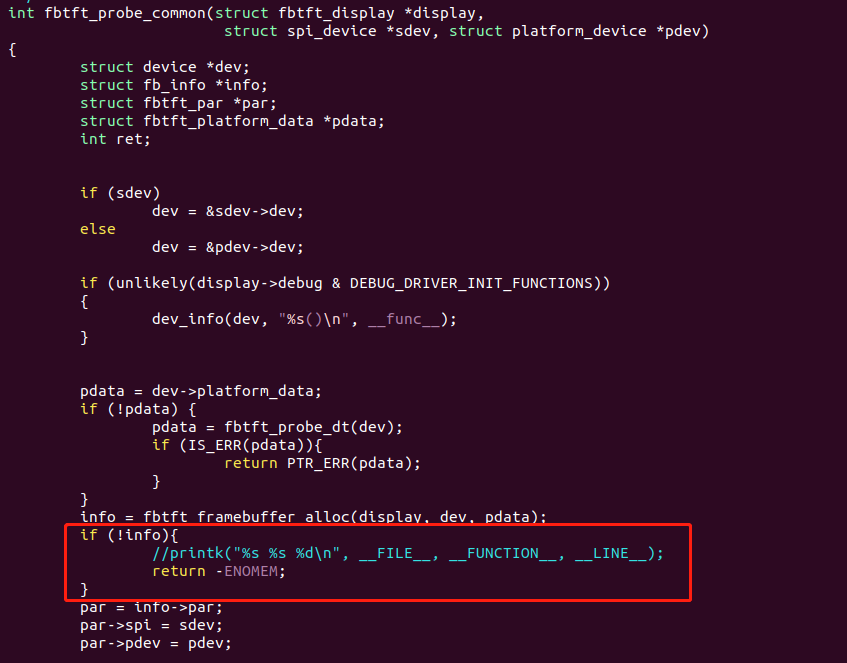 int fbtft_probe_common(struct fbtft_display *display,
                        struct spi_device *sdev, struct platform_device *pdev)
{
        struct device *dev;
        struct fb_info *info;
        struct fbtft_par *par;
        struct fbtft_platform_data *pdata;
        int ret;
        if (sdev)
                dev = &sdev->dev;
        else
                dev = &pdev->dev;
        if (unlikely(display->debug & DEBUG_DRIVER_INIT_FUNCTIONS))
        {
                dev_info(dev, "%s()\n", __func__);
        }
        pdata = dev->platform_data;
        if (!pdata) {
                pdata = fbtft_probe_dt(dev);
                if (IS_ERR(pdata)){
                        return PTR_ERR(pdata);
                }
        }
        info = fbtft_framebuffer_alloc(display, dev, pdata);
        if (!info){
                //printk("%s %s %d\n", __FILE__, __FUNCTION__, __LINE__);
                return -ENOMEM;
        }
        par = info->par;
        par->spi = sdev;
        par->pdev = pdev;